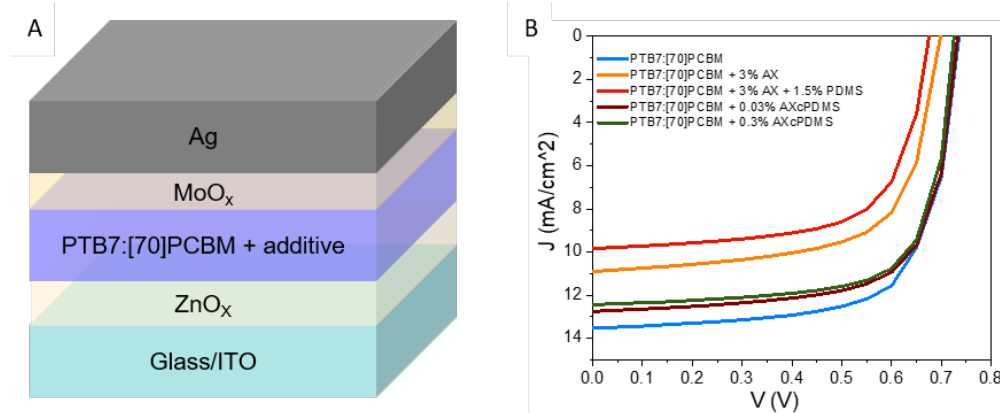 A
Ag
MoOx
PTB7:[70]PCBM + additive
ZnOX
Glass/ITO
B
PTB7:[70]PCBM
PTB7:[70]PCBM + 3% AX
PTB7:[70]PCBM + 3% AX + 1.5% PDMS
PTB7:[70]PCBM + 0.03% AXcPDMS
PTB7:[70]PCBM + 0.3% AXcPDMS
J (mA/cm^2)
0
2
4
6
8
10
12
14
0.0 0.1 0.2 0.3 0.4 0.5 0.6 0.7 0.8
V (V)